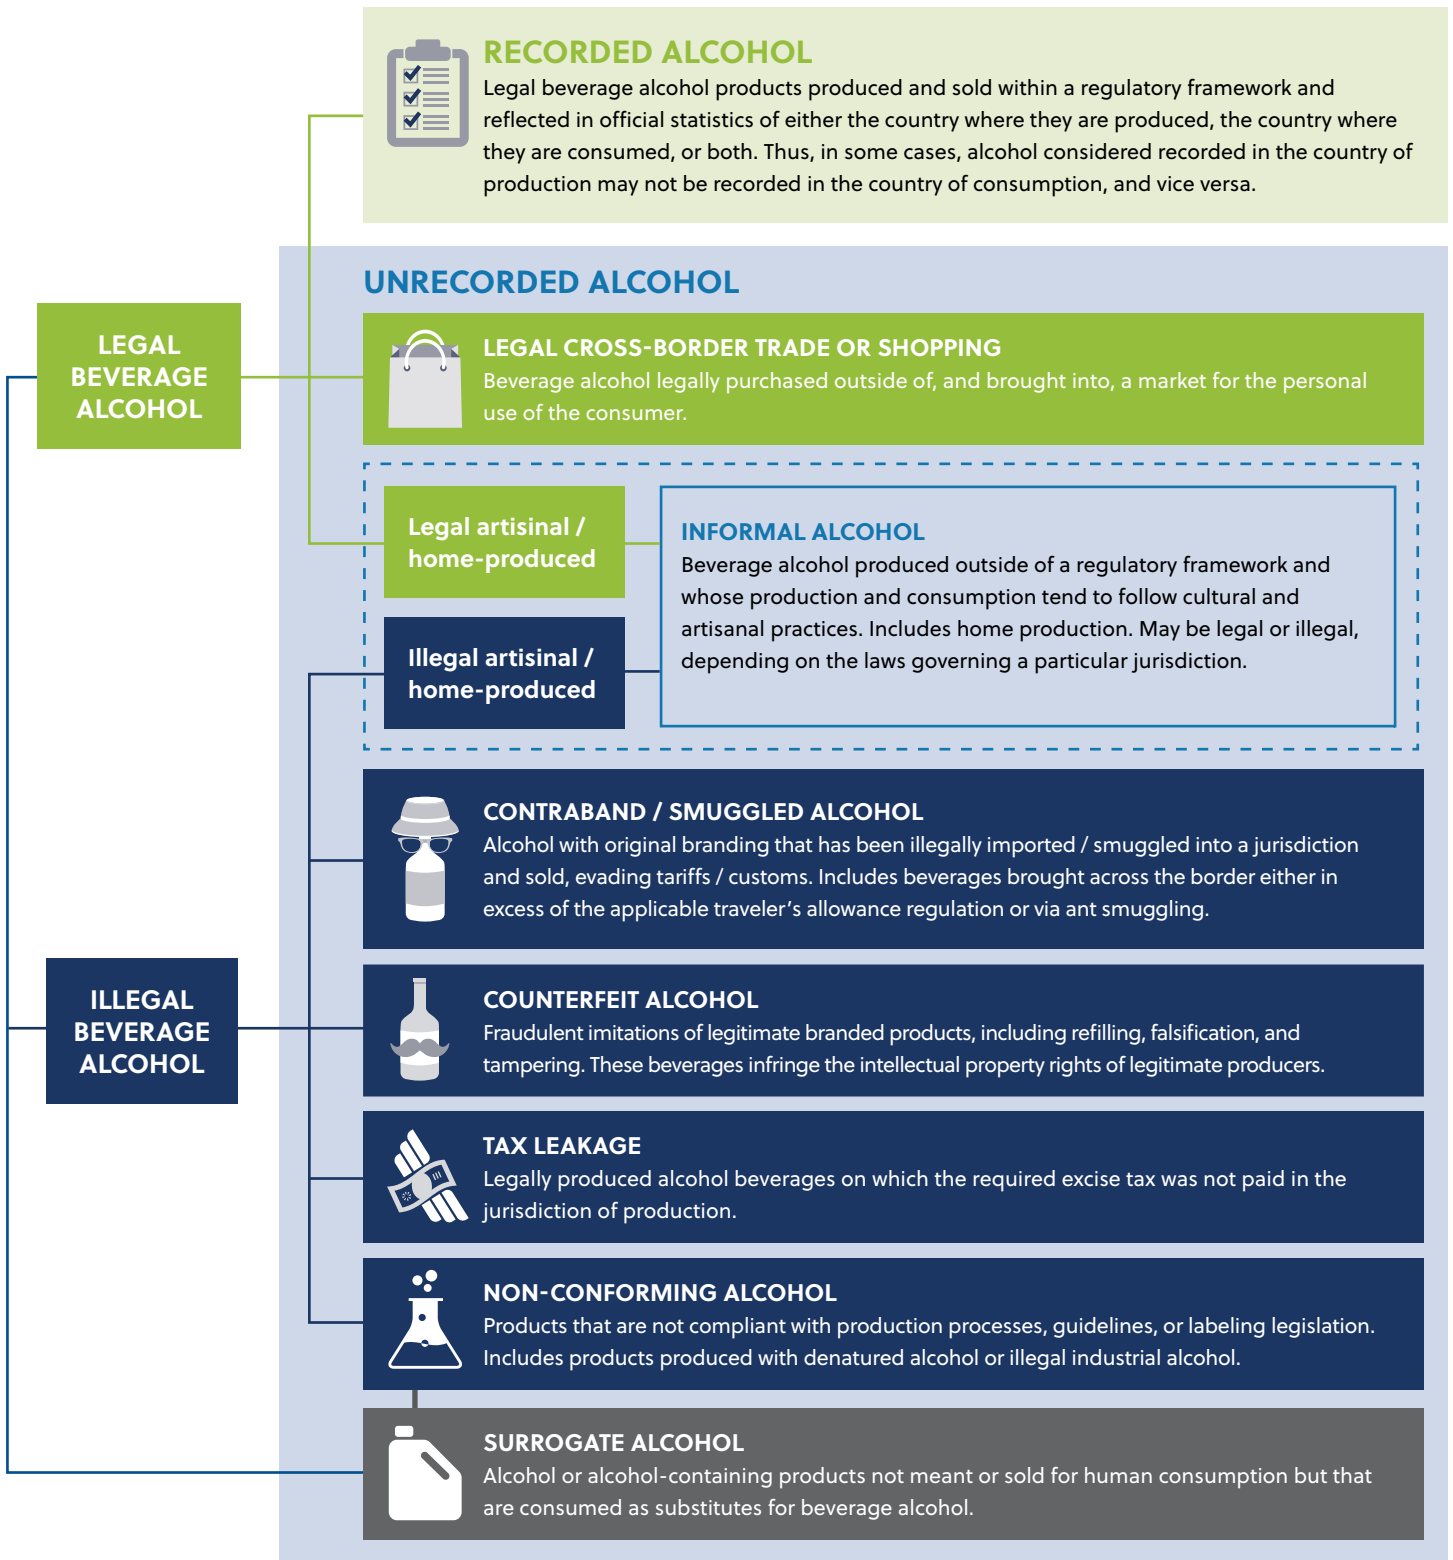 RECORDED ALCOHOL
Legal beverage alcohol products produced and sold within a regulatory framework and
reflected in official statistics of either the country where they are produced, the country where
they are consumed, or both. Thus, in some cases, alcohol considered recorded in the country of
production may not be recorded in the country of consumption, and vice versa.
UNRECORDED ALCOHOL
LEGAL
BEVERAGE
ALCOHOL
LEGAL CROSS-BORDER TRADE OR SHOPPING
Beverage alcohol legally purchased outside of, and brought into, a market for the personal
use of the consumer.
Legal artisinal /
home-produced
Illegal artisinal /
home-produced
INFORMAL ALCOHOL
Beverage alcohol produced outside of a regulatory framework and
whose production and consumption tend to follow cultural and
artisanal practices. Includes home production. May be legal or illegal,
depending on the laws governing a particular jurisdiction.
CONTRABAND / SMUGGLED ALCOHOL
Alcohol with original branding that has been illegally imported / smuggled into a jurisdiction
and sold, evading tariffs / customs. Includes beverages brought across the border either in
excess of the applicable traveler's allowance regulation or via ant smuggling.
ILLEGAL
BEVERAGE
ALCOHOL
COUNTERFEIT ALCOHOL
Fraudulent imitations of legitimate branded products, including refilling, falsification, and
tampering. These beverages infringe the intellectual property rights of legitimate producers.
TAX LEAKAGE
Legally produced alcohol beverages on which the required excise tax was not paid in the
jurisdiction of production.
NON-CONFORMING ALCOHOL
Products that are not compliant with production processes, guidelines, or labeling legislation.
Includes products produced with denatured alcohol or illegal industrial alcohol.
SURROGATE ALCOHOL
Alcohol or alcohol-containing products not meant or sold for human consumption but that
are consumed as substitutes for beverage alcohol.